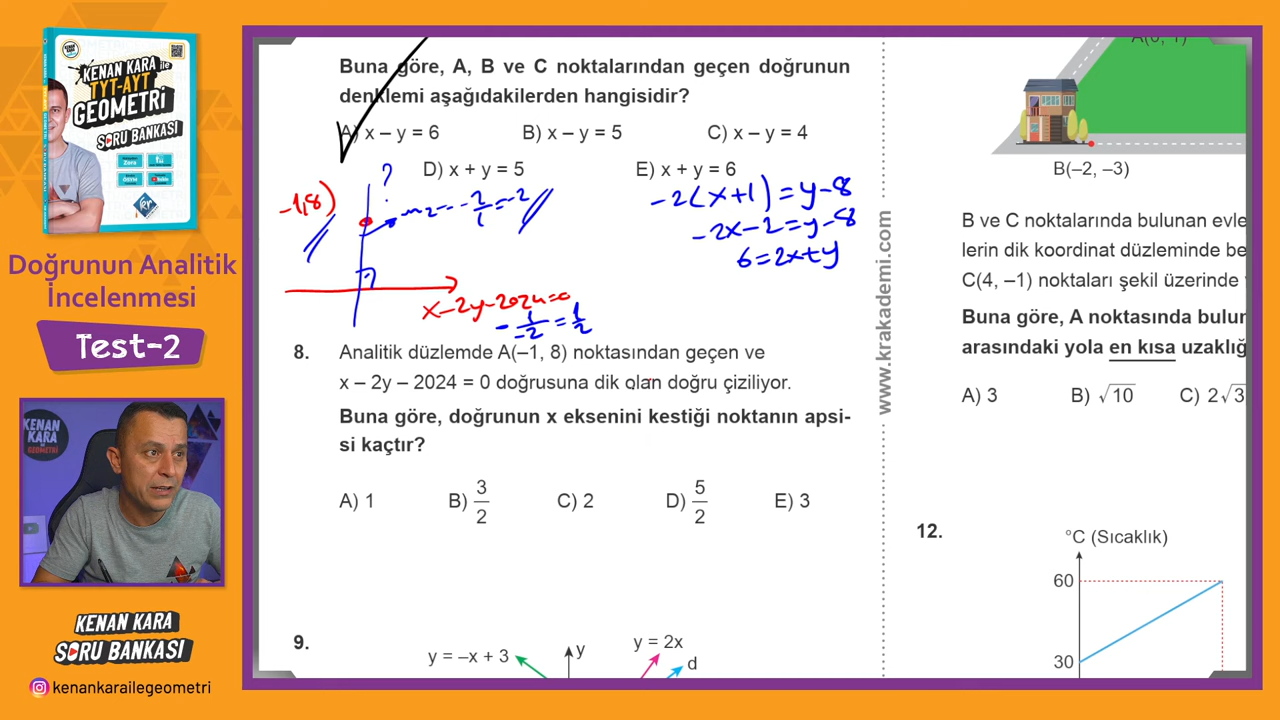 KENAN KARA ile
TYT-AYT
GEOMETRİ
SORU BANKASI
Doğrunun Analitik
İncelenmesi
Test-2
KENAN
KARA
GEOMETRİ
KENAN KARA
SORU BANKASI
kenankarailegeometri
Buna göre, A, B ve C noktalarından geçen doğrunun
denklemi aşağıdakilerden hangisidir?
A) x – y = 6 B) x – y = 5 C) x – y = 4
D) x + y = 5 E) x + y = 6
?
-1,8)
m2=-2/1=-2
-2(x+1)=y-8
-2x-2=y-8
6=2x+y
x-2y-2024=0
-1/-2=1/2
8. Analitik düzlemde A(–1, 8) noktasından geçen ve
x – 2y – 2024 = 0 doğrusuna dik olan doğru çiziliyor.
Buna göre, doğrunun x eksenini kestiği noktanın apsi-
si kaçtır?
A) 1 B) 3/2 C) 2 D) 5/2 E) 3
9.
y = –x + 3
y
y = 2x
d
www.krakademi.com
B(–2, –3)
B ve C noktalarında bulunan evle
lerin dik koordinat düzleminde be
C(4, –1) noktaları şekil üzerinde
Buna göre, A noktasında bulun
arasındaki yola en kısa uzaklığ
A) 3 B) √10 C) 2√3
12.
°C (Sıcaklık)
60
30